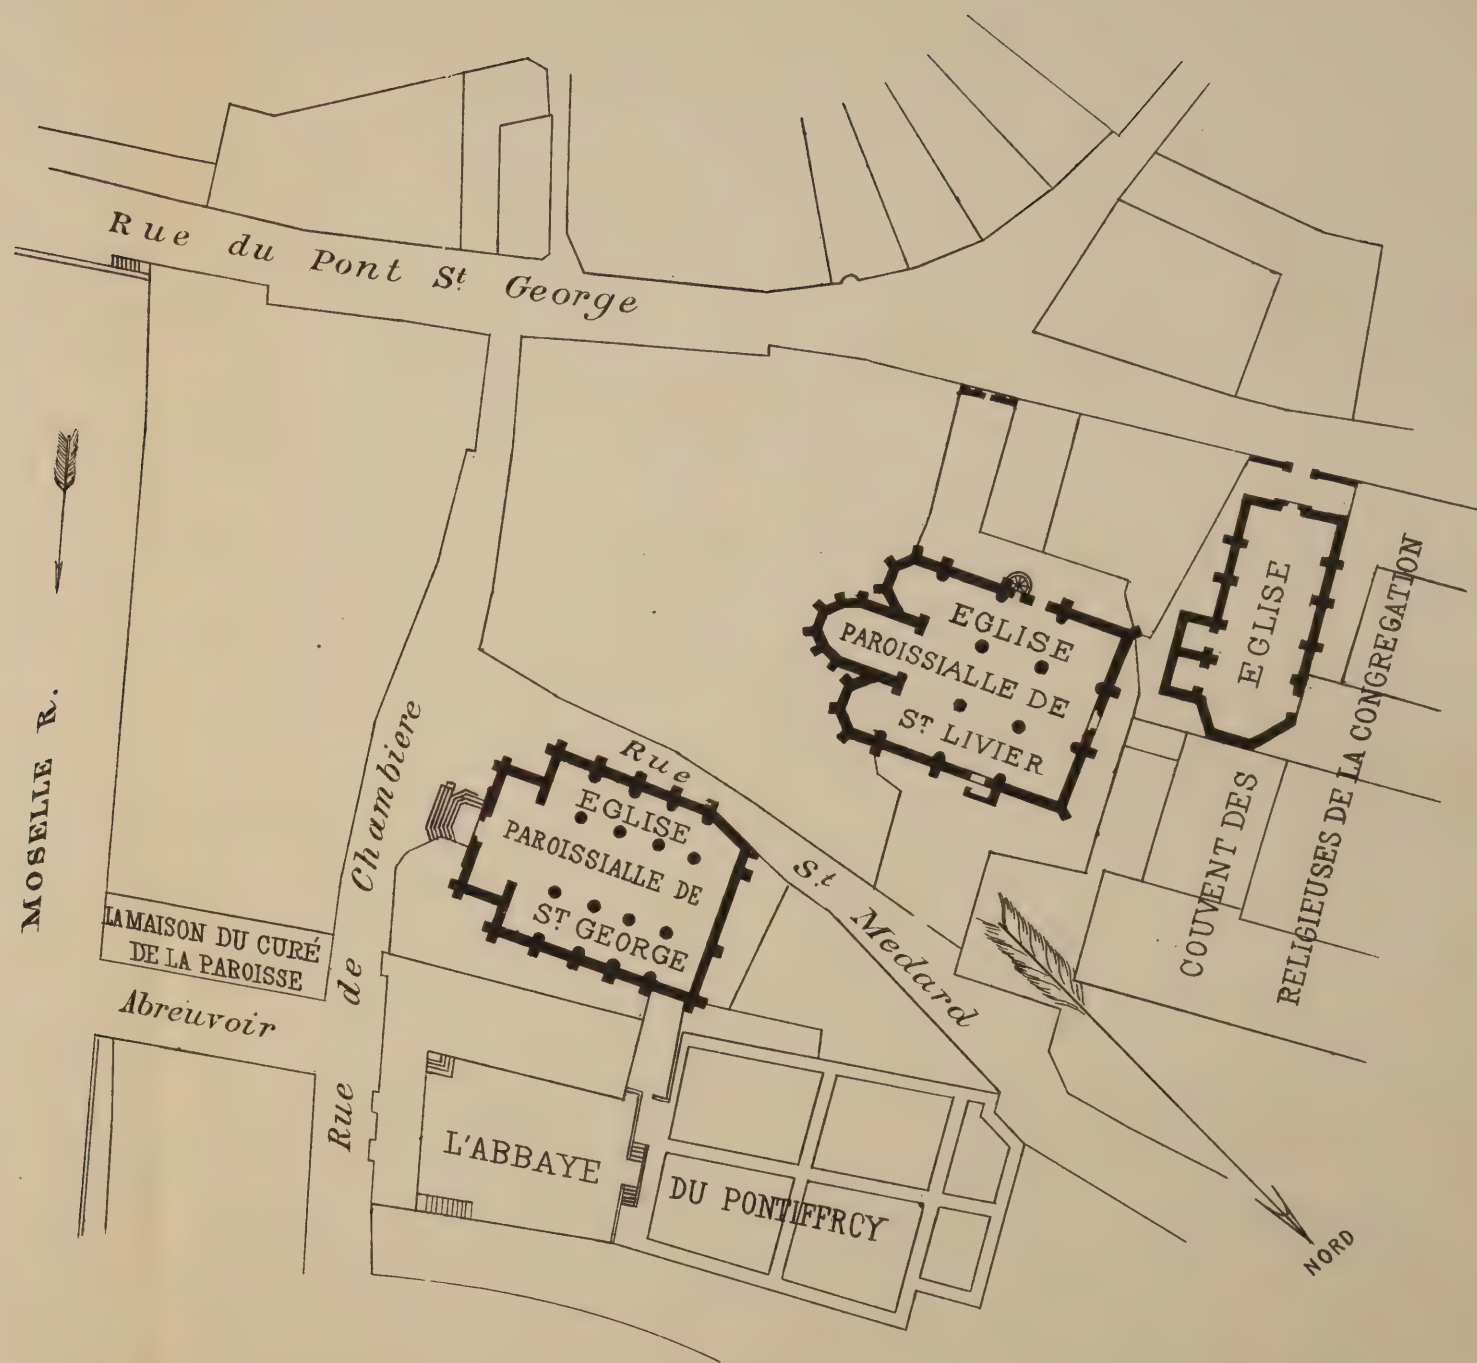 Rue du Pont St. George
MOSELLE R.
EGLISE
PAROISSIALLE DE
ST LIVIER
EGLISE
COUVENT DES
RELIGIEUSES DE LA CONGREGATION
Rue de Chambiere
Rue St. Medard
EGLISE
PAROISSIALLE DE
ST GEORGE
LA MAISON DU CURÉ
DE LA PAROISSE
Abreuvoir
L'ABBAYE
DU PONTIFFRCY
NORD